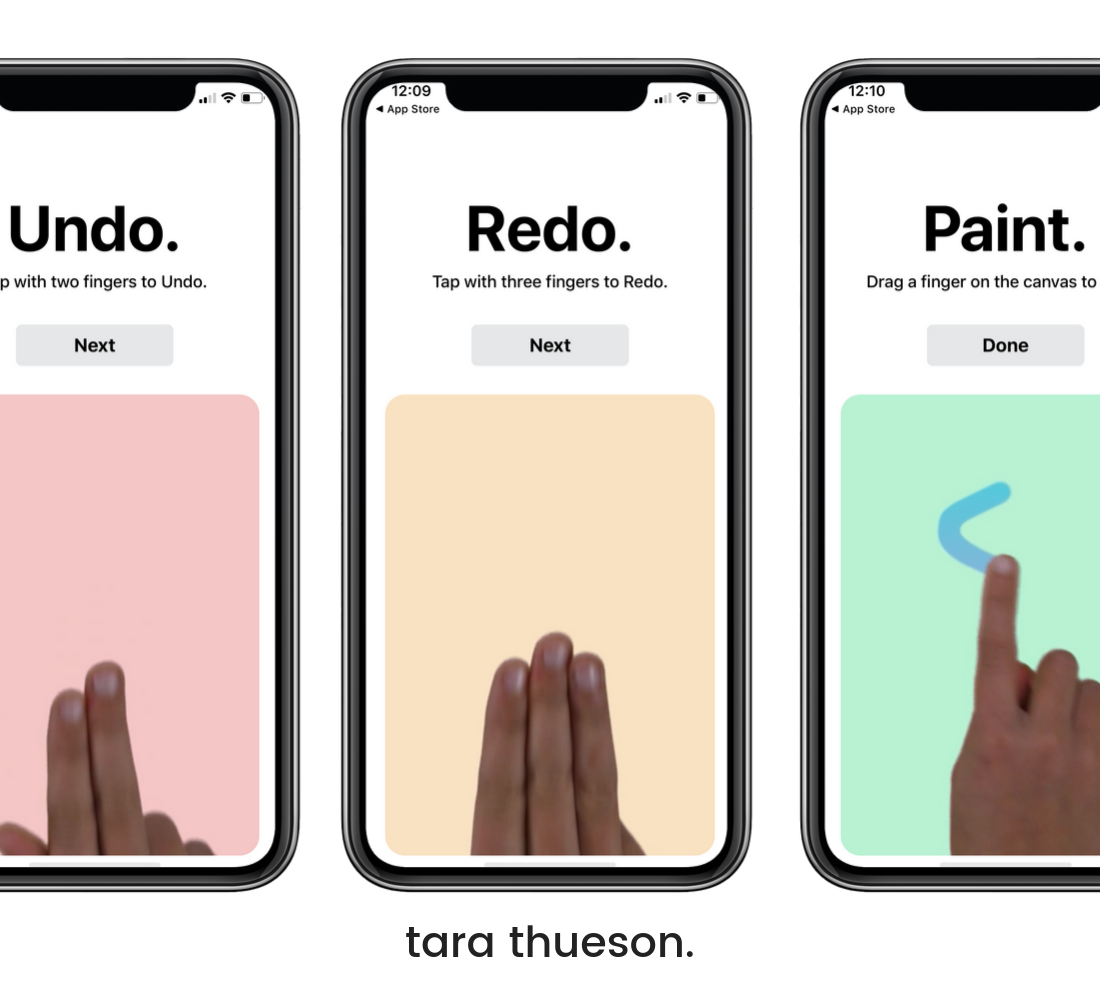 Undo.
p with two fingers to Undo.
Next
12:09
◀ App Store
Redo.
Tap with three fingers to Redo.
Next
12:10
◀ App Store
Paint.
Drag a finger on the canvas to
Done
tara thueson.